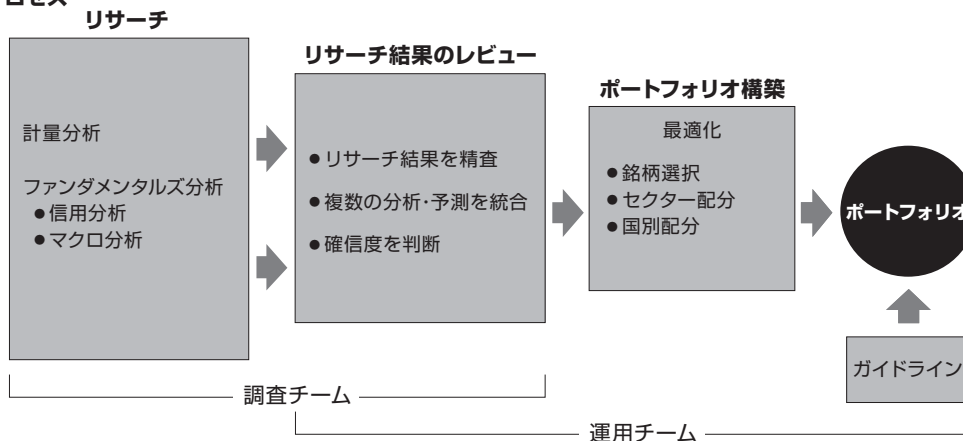 リサーチ
計量分析
ファンダメンタルズ分析
●信用分析
●マクロ分析
リサーチ結果のレビュー
●リサーチ結果を精査
●複数の分析・予測を統合
●確信度を判断
ポートフォリオ構築
最適化
●銘柄選択
●セクター配分
●国別配分
ポートフォリオ
ガイドライン
調査チーム
運用チーム